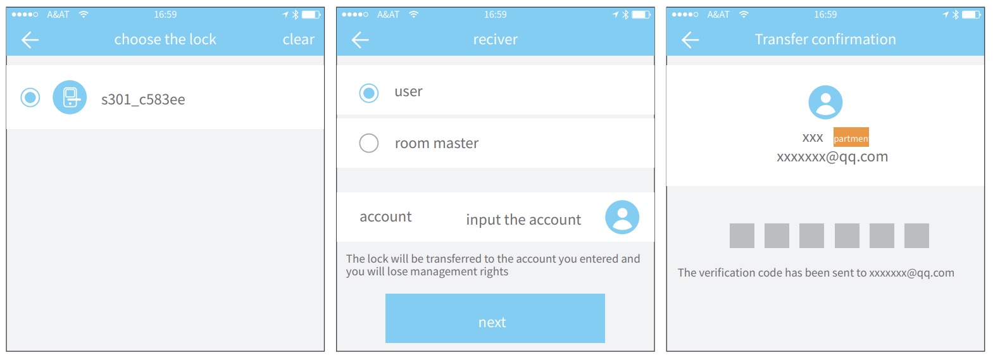 A&AT 16:59
choose the lock clear
s301_c583ee
A&AT 16:59
reciver
user
room master
account input the account
The lock will be transferred to the account you entered and
you will lose management rights
next
A&AT 16:59
Transfer confirmation
xxx partment
xxxxxxx@qq.com
The verification code has been sent to xxxxxxx@qq.com